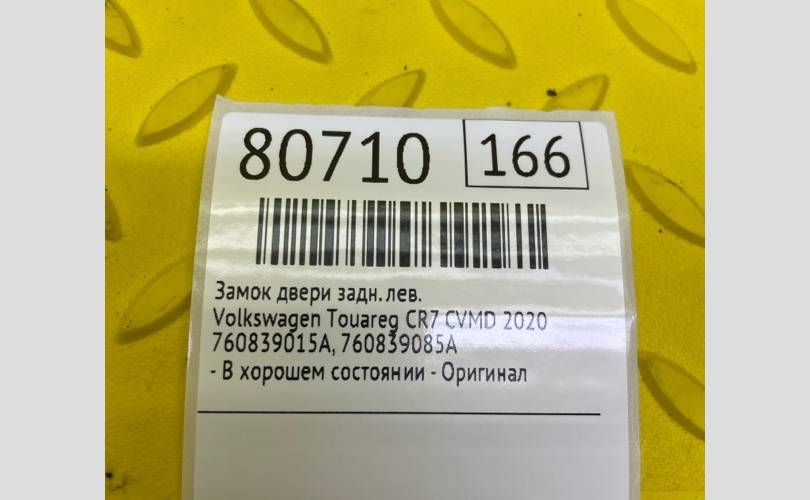 80710 166
Замок двери задн.лев.
Volkswagen Touareg CR7 CVMD 2020
760839015A, 760839085A
- В хорошем состоянии - Оригинал